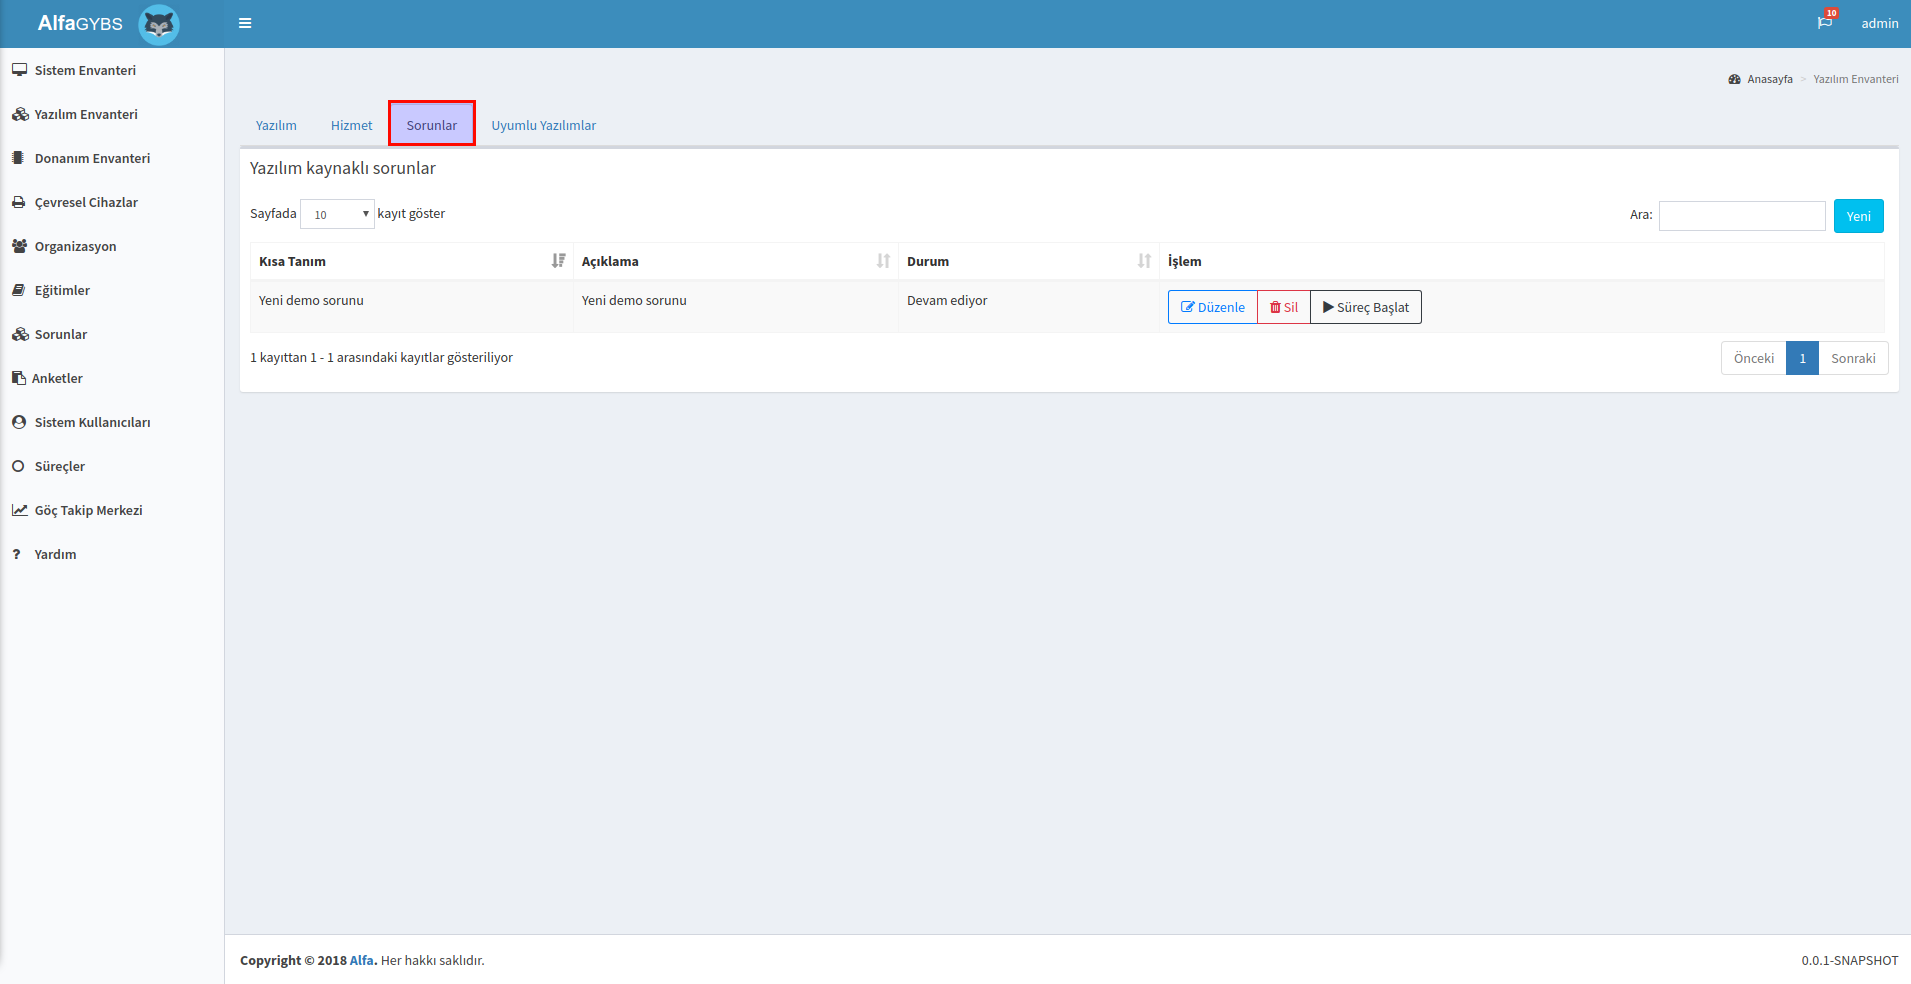 AlfaGYBS
10
admin
Sistem Envanteri
Yazılım Envanteri
Donanım Envanteri
Çevresel Cihazlar
Organizasyon
Eğitimler
Sorunlar
Anketler
Sistem Kullanıcıları
Süreçler
Göç Takip Merkezi
? Yardım
Anasayfa > Yazılım Envanteri
Yazılım Hizmet Sorunlar Uyumlu Yazılımlar
Yazılım kaynaklı sorunlar
Sayfada 10 kayıt göster
Ara: Yeni
Kısa Tanım Açıklama Durum İşlem
Yeni demo sorunu Yeni demo sorunu Devam ediyor Düzenle Sil Süreç Başlat
1 kayıttan 1 - 1 arasındaki kayıtlar gösteriliyor
Önceki 1 Sonraki
Copyright © 2018 Alfa. Her hakkı saklıdır.
0.0.1-SNAPSHOT